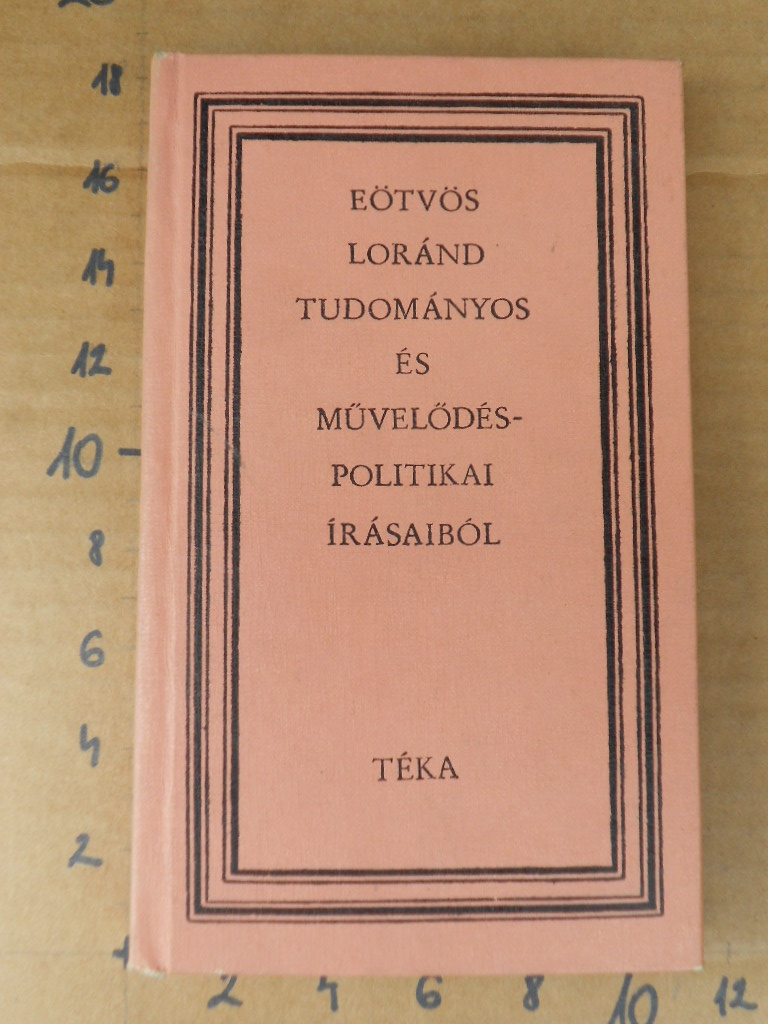 18
16
14
12
10
8
6
4
2
EÖTVÖS
LORÁND
TUDOMÁNYOS
ÉS
MŰVELŐDÉS-
POLITIKAI
ÍRÁSAIBÓL
TÉKA
2 4 6 8 10 12